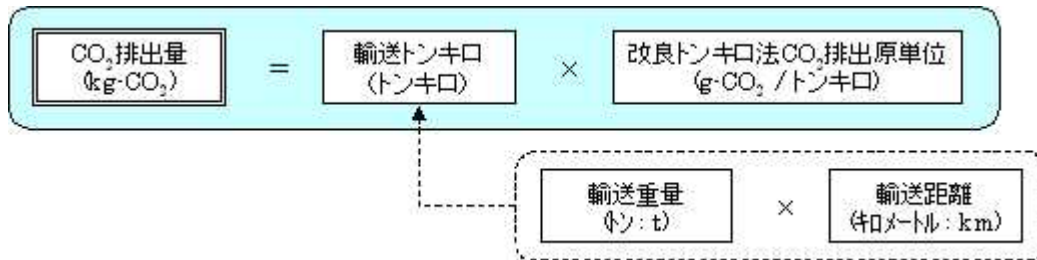 CO₂排出量
(kg-CO₂)
=
輸送トンキロ
(トンキロ)
×
改良トンキロ法CO₂排出原単位
(g-CO₂ /トンキロ)
輸送重量
(トン:t)
×
輸送距離
(キロメートル:km)